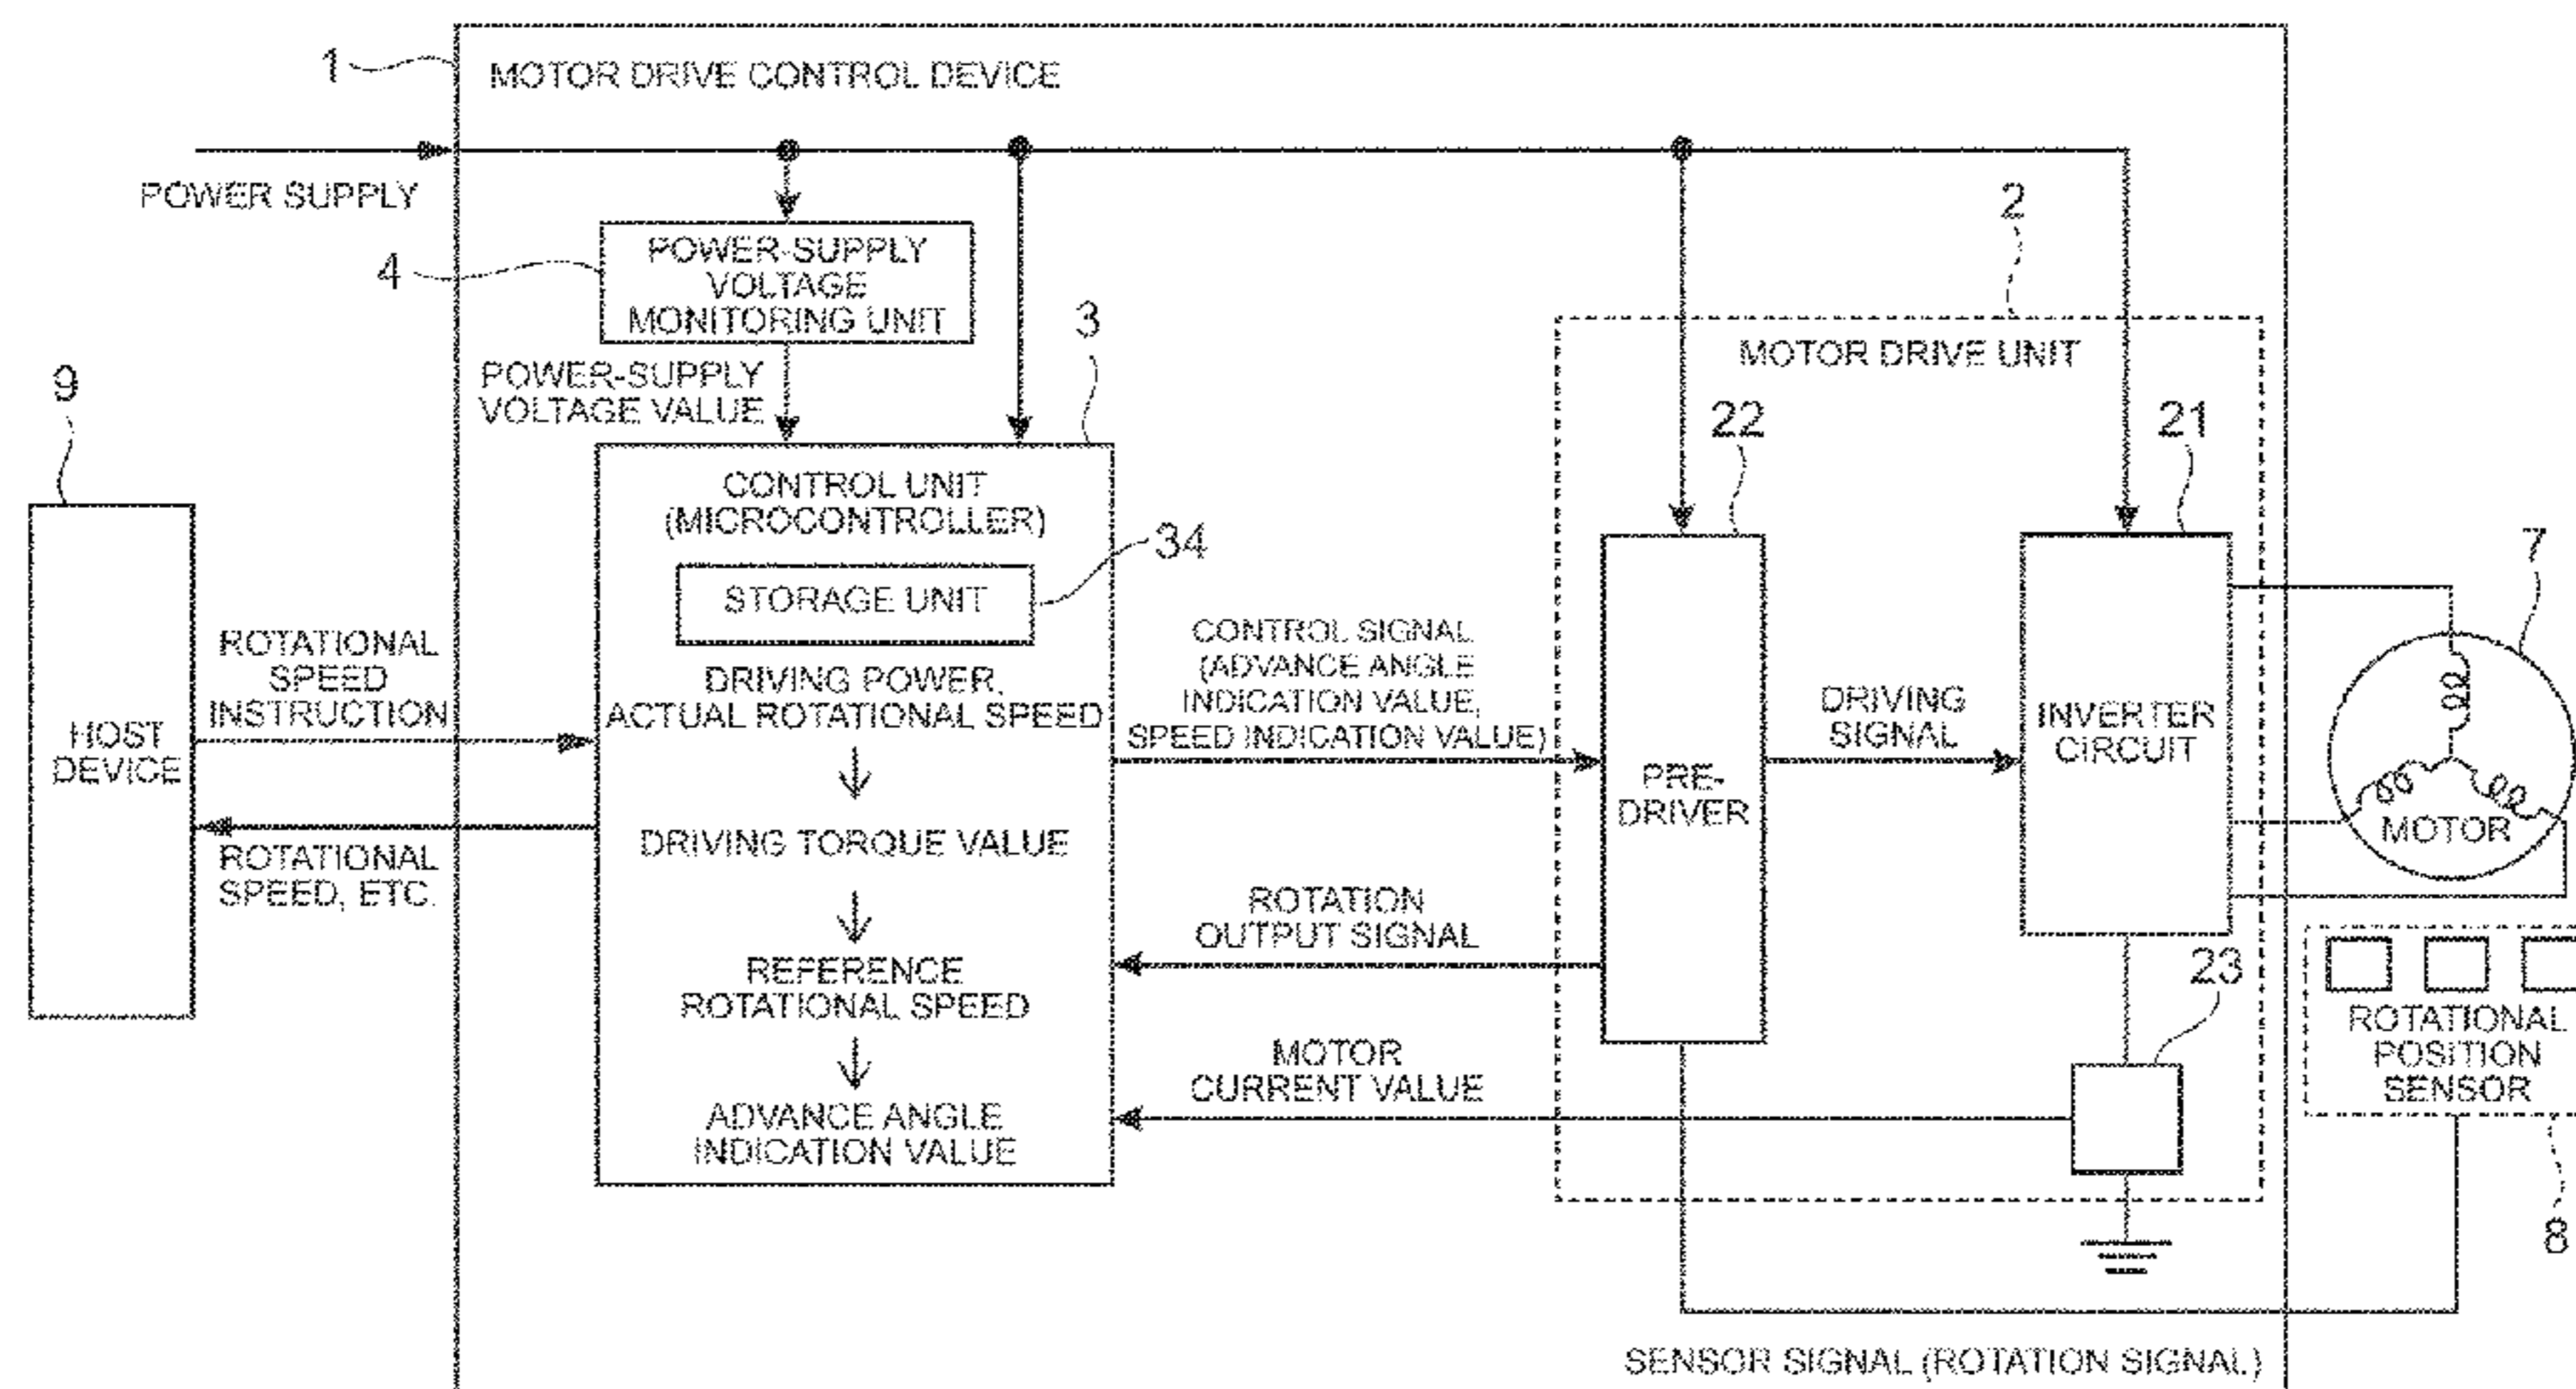 1
MOTOR DRIVE CONTROL DEVICE
POWER SUPPLY
2
4
POWER-SUPPLY
VOLTAGE
MONITORING UNIT
3
MOTOR DRIVE UNIT
POWER-SUPPLY
VOLTAGE VALUE
9
22
21
CONTROL UNIT
(MICROCONTROLLER)
34
STORAGE UNIT
7
HOST
DEVICE
ROTATIONAL
SPEED
INSTRUCTION
DRIVING POWER,
ACTUAL ROTATIONAL SPEED
CONTROL SIGNAL
(ADVANCE ANGLE
INDICATION VALUE,
SPEED INDICATION VALUE)
DRIVING
SIGNAL
INVERTER
CIRCUIT
PRE-
DRIVER
MOTOR
ROTATIONAL
SPEED, ETC.
DRIVING TORQUE VALUE
ROTATION
OUTPUT SIGNAL
REFERENCE
ROTATIONAL SPEED
23
ROTATIONAL
POSITION
SENSOR
MOTOR
CURRENT VALUE
ADVANCE ANGLE
INDICATION VALUE
8
SENSOR SIGNAL (ROTATION SIGNAL)